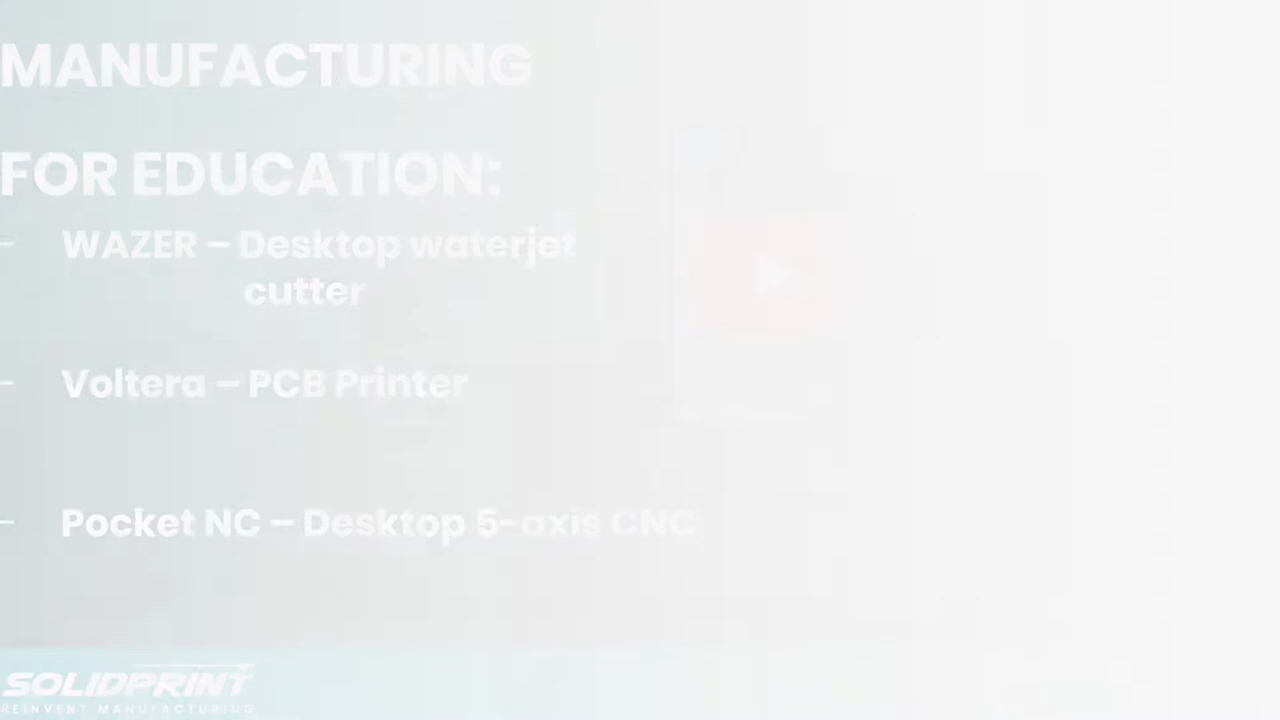 MANUFACTURING
FOR EDUCATION:
– WAZER – Desktop waterjet
cutter
– Voltera – PCB Printer
– Pocket NC – Desktop 5-axis CNC
SOLIDPRINT
REINVENT MANUFACTURING